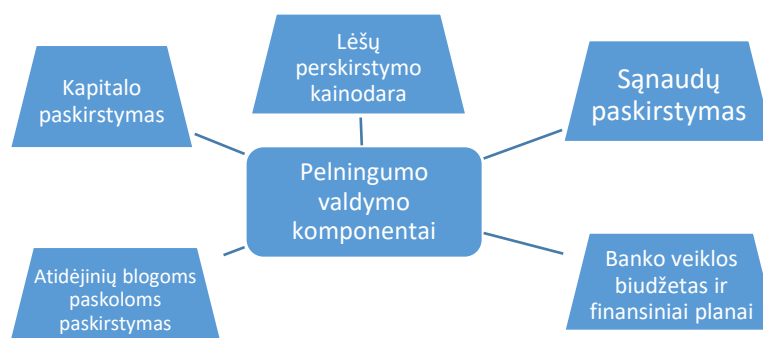 Kapitalo
paskirstymas
Lėšų
perskirstymo
kainodara
Sąnaudų
paskirstymas
Pelningumo
valdymo
komponentai
Atidėjinių blogoms
paskoloms
paskirstymas
Banko veiklos
biudžetas ir
finansiniai planai